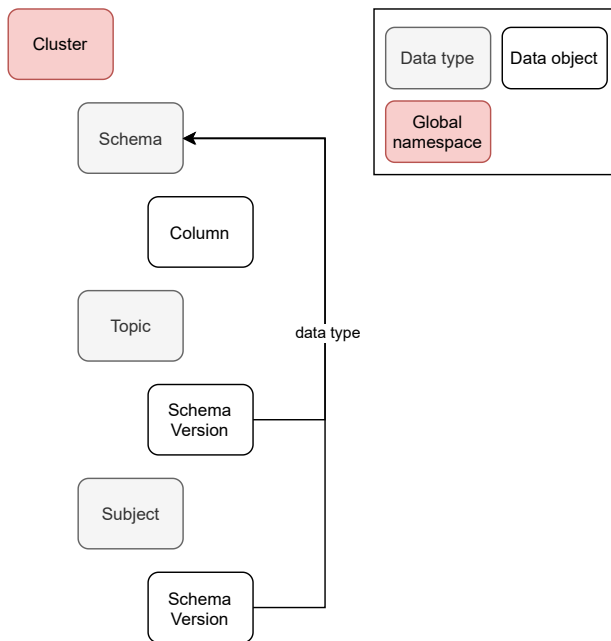 Cluster
Data type
Data object
Global
namespace
Schema
Column
Topic
data type
Schema
Version
Subject
Schema
Version